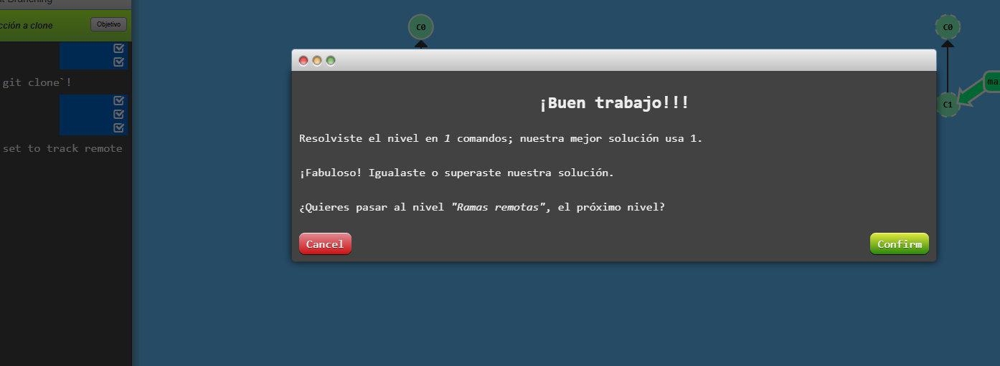 t Branching
cción a clone
Objetivo
git clone`!
set to track remote
C0
C0
ma
C1
¡Buen trabajo!!!
Resolviste el nivel en 1 comandos; nuestra mejor solución usa 1.
¡Fabuloso! Igualaste o superaste nuestra solución.
¿Quieres pasar al nivel "Ramas remotas", el próximo nivel?
Cancel
Confirm